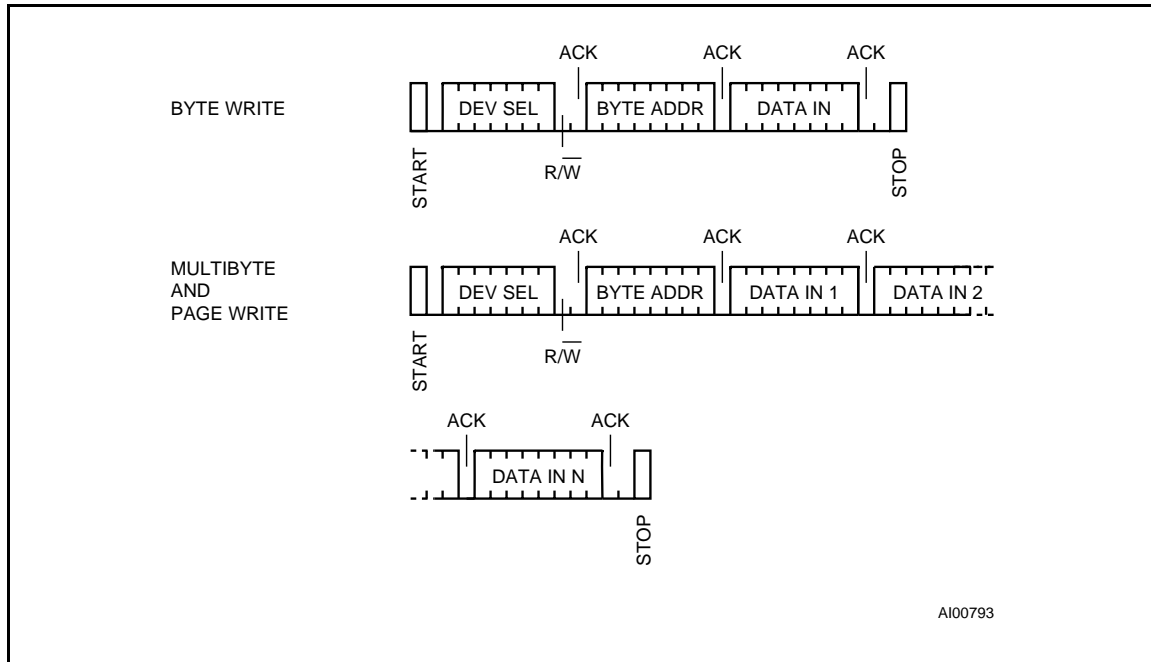 ACK ACK ACK
BYTE WRITE DEV SEL BYTE ADDR DATA IN
START R/W̅ STOP
ACK ACK ACK
MULTIBYTE
AND
PAGE WRITE
DEV SEL BYTE ADDR DATA IN 1 DATA IN 2
START R/W̅
ACK ACK
DATA IN N
STOP
AI00793